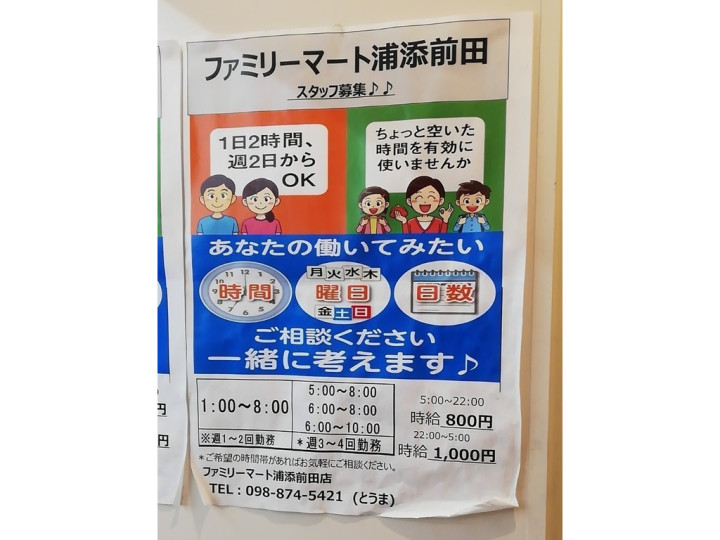 ファミリーマート浦添前田
スタッフ募集♪♪
1日2時間、
週2日から
OK
ちょっと空いた
時間を有効に
使いませんか
あなたの働いてみたい
時間
月火水木
曜日
金土日
日数
ご相談ください
一緒に考えます♪
1:00～8:00
※週1～2回勤務
5:00～8:00
6:00～8:00
6:00～10:00
*週3～4回勤務
5:00~22:00
時給 800円
22:00~5:00
時給 1,000円
*ご希望の時間帯があればお気軽にご相談ください。
ファミリーマート浦添前田店
TEL：098-874-5421（とうま）
円
円